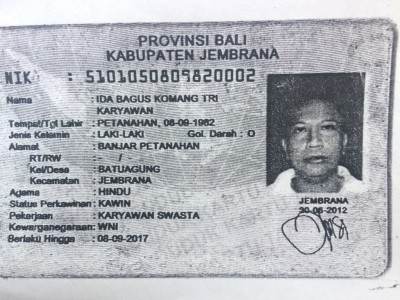 PROVINSI BALI
KABUPATEN JEMBRANA
NIK : 5101050809820002
Nama : IDA BAGUS KOMANG TRI
KARYAWAN
Tempat/Tgl Lahir : PETANAHAN, 08-09-1982
Jenis Kelamin : LAKI-LAKI Gol. Darah : O
Alamat : BANJAR PETANAHAN
RT/RW : /
Kel/Desa : BATUAGUNG
Kecamatan : JEMBRANA
Agama : HINDU
Status Perkawinan : KAWIN
Pekerjaan : KARYAWAN SWASTA
Kewarganegaraan : WNI
Berlaku Hingga : 08-09-2017
JEMBRANA
30-06-2012